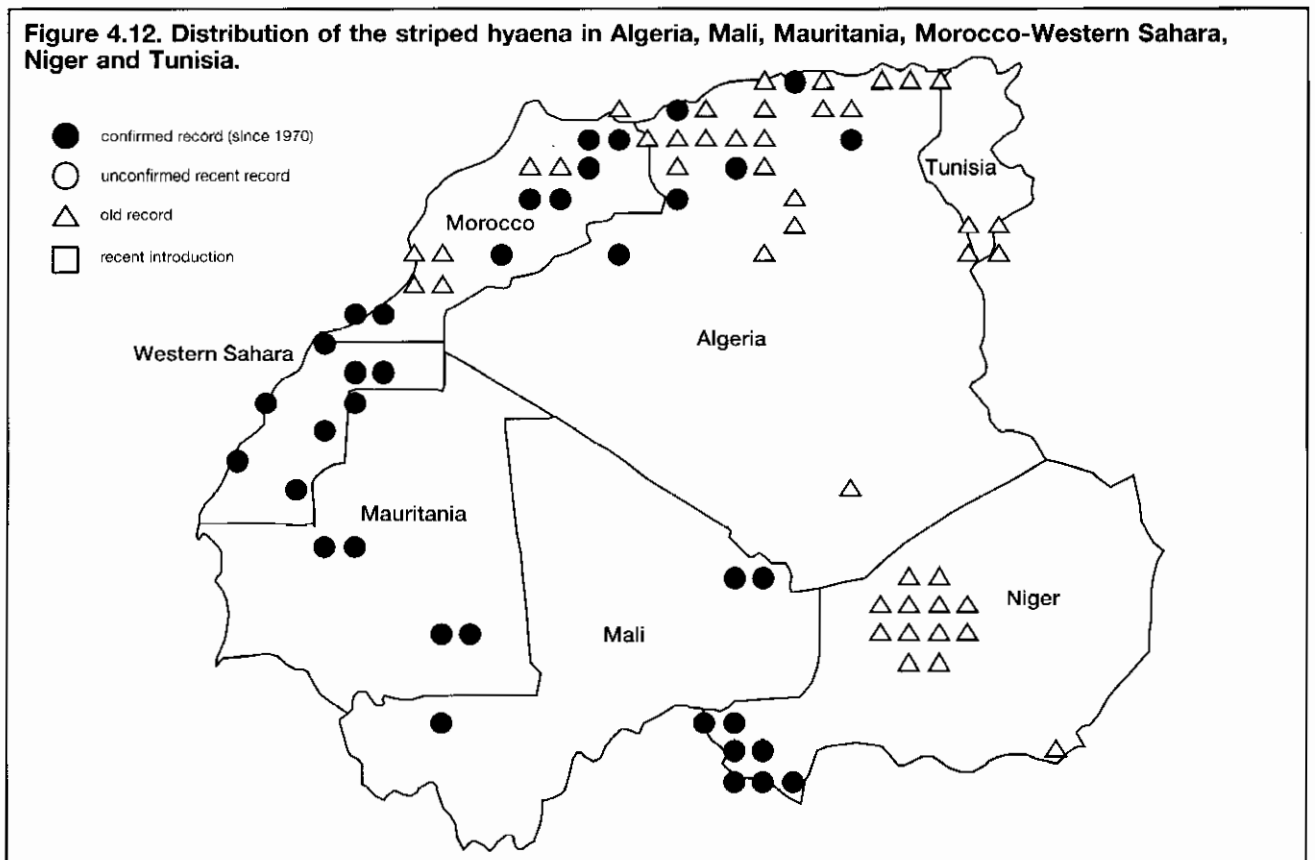 Figure 4.12. Distribution of the striped hyaena in Algeria, Mali, Mauritania, Morocco-Western Sahara,
Niger and Tunisia.
confirmed record (since 1970)
unconfirmed recent record
old record
recent introduction
Tunisia
Morocco
Algeria
Western Sahara
Mauritania
Niger
Mali